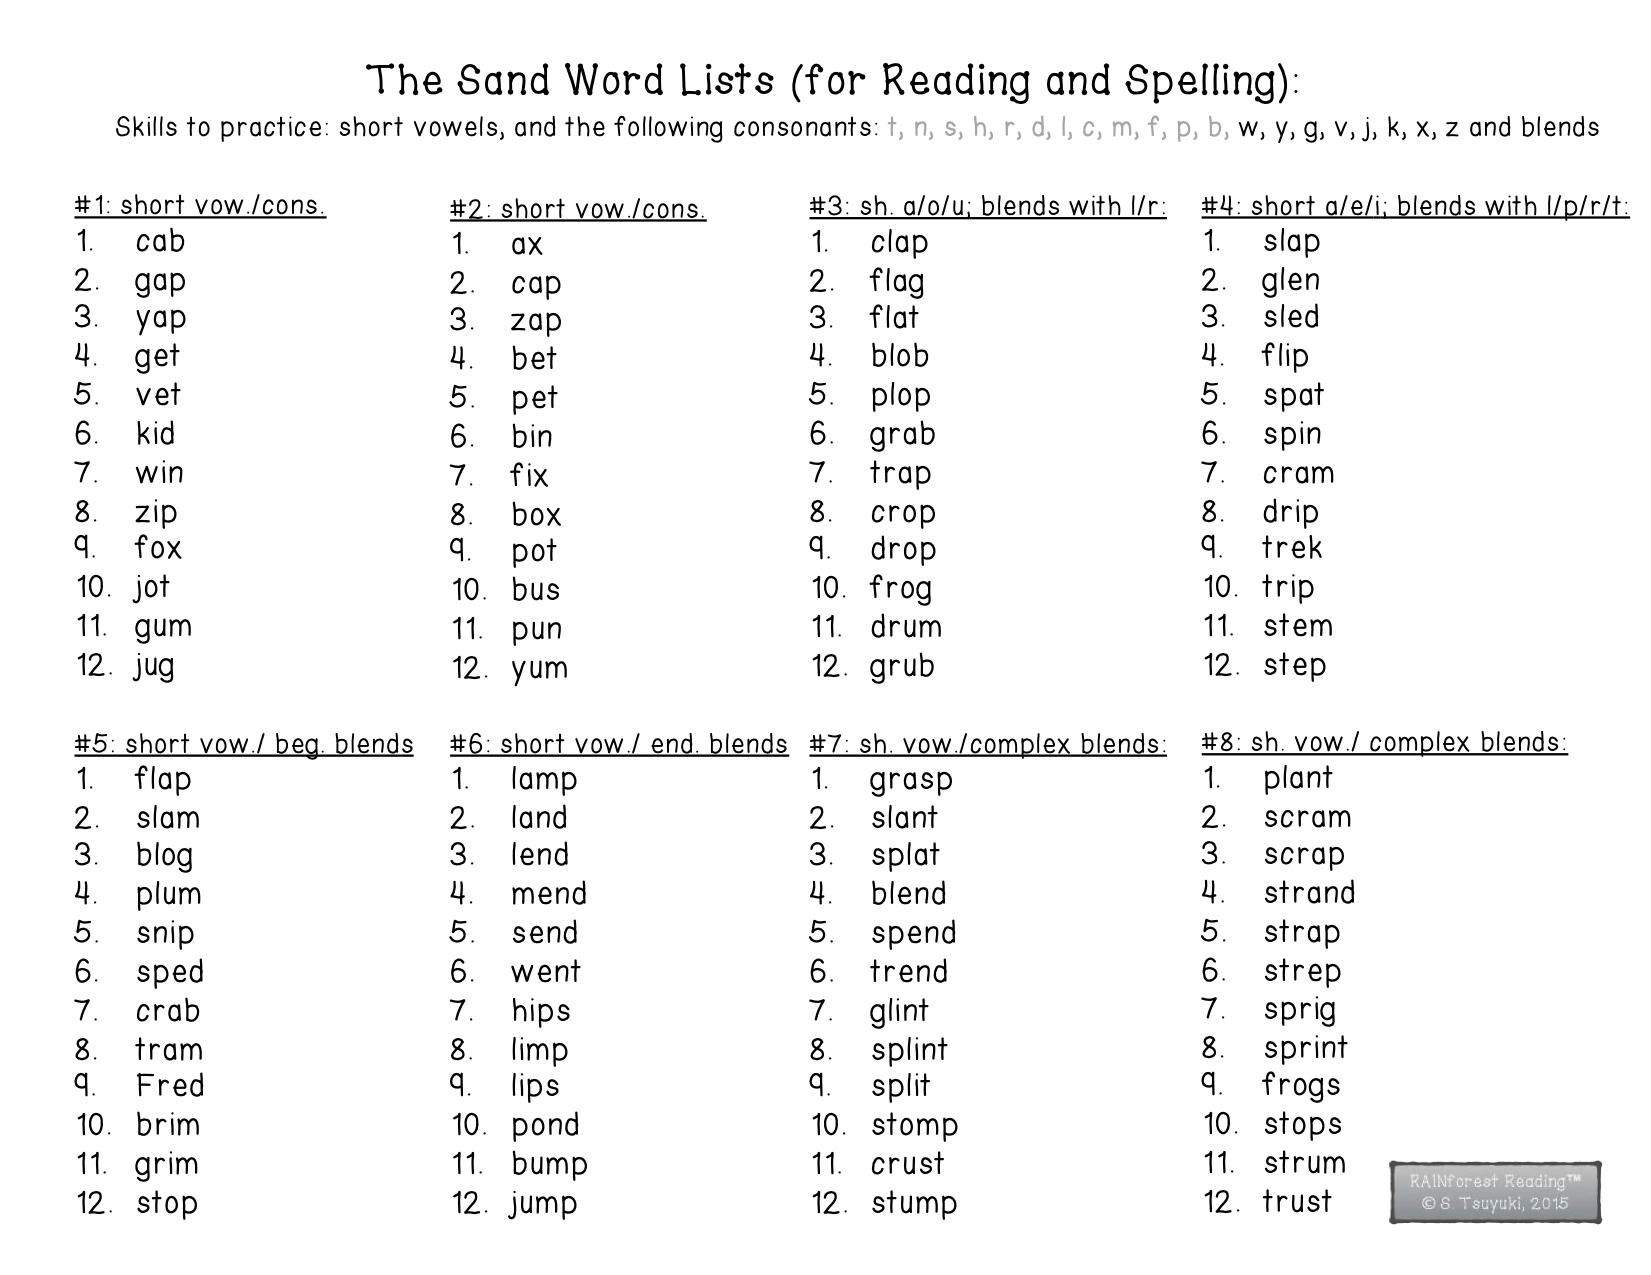 The Sand Word Lists (for Reading and Spelling):
Skills to practice: short vowels, and the following consonants: t, n, s, h, r, d, l, c, m, f, p, b, w, y, g, v, j, k, x, z and blends
#1: short vow./cons.
1. cab
2. gap
3. yap
4. get
5. vet
6. kid
7. win
8. zip
9. fox
10. jot
11. gum
12. jug
#2: short vow./cons.
1. ax
2. cap
3. zap
4. bet
5. pet
6. bin
7. fix
8. box
9. pot
10. bus
11. pun
12. yum
#3: sh. a/o/u; blends with l/r:
1. clap
2. flag
3. flat
4. blob
5. plop
6. grab
7. trap
8. crop
9. drop
10. frog
11. drum
12. grub
#4: short a/e/i; blends with l/p/r/t:
1. slap
2. glen
3. sled
4. flip
5. spat
6. spin
7. cram
8. drip
9. trek
10. trip
11. stem
12. step
#5: short vow./ beg. blends
1. flap
2. slam
3. blog
4. plum
5. snip
6. sped
7. crab
8. tram
9. Fred
10. brim
11. grim
12. stop
#6: short vow./ end. blends
1. lamp
2. land
3. lend
4. mend
5. send
6. went
7. hips
8. limp
9. lips
10. pond
11. bump
12. jump
#7: sh. vow./complex blends:
1. grasp
2. slant
3. splat
4. blend
5. spend
6. trend
7. glint
8. splint
9. split
10. stomp
11. crust
12. stump
#8: sh. vow./ complex blends:
1. plant
2. scram
3. scrap
4. strand
5. strap
6. strep
7. sprig
8. sprint
9. frogs
10. stops
11. strum
12. trust
RAINforest Reading™
© S. Tsuyuki, 2015